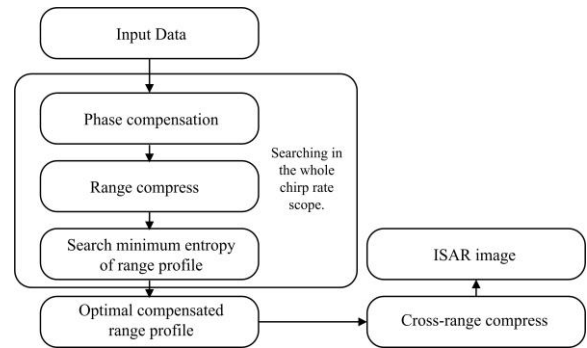 Input Data
Phase compensation
Searching in
the whole
chirp rate
scope.
Range compress
Search minimum entropy
of range profile
ISAR image
Optimal compensated
range profile
Cross-range compress